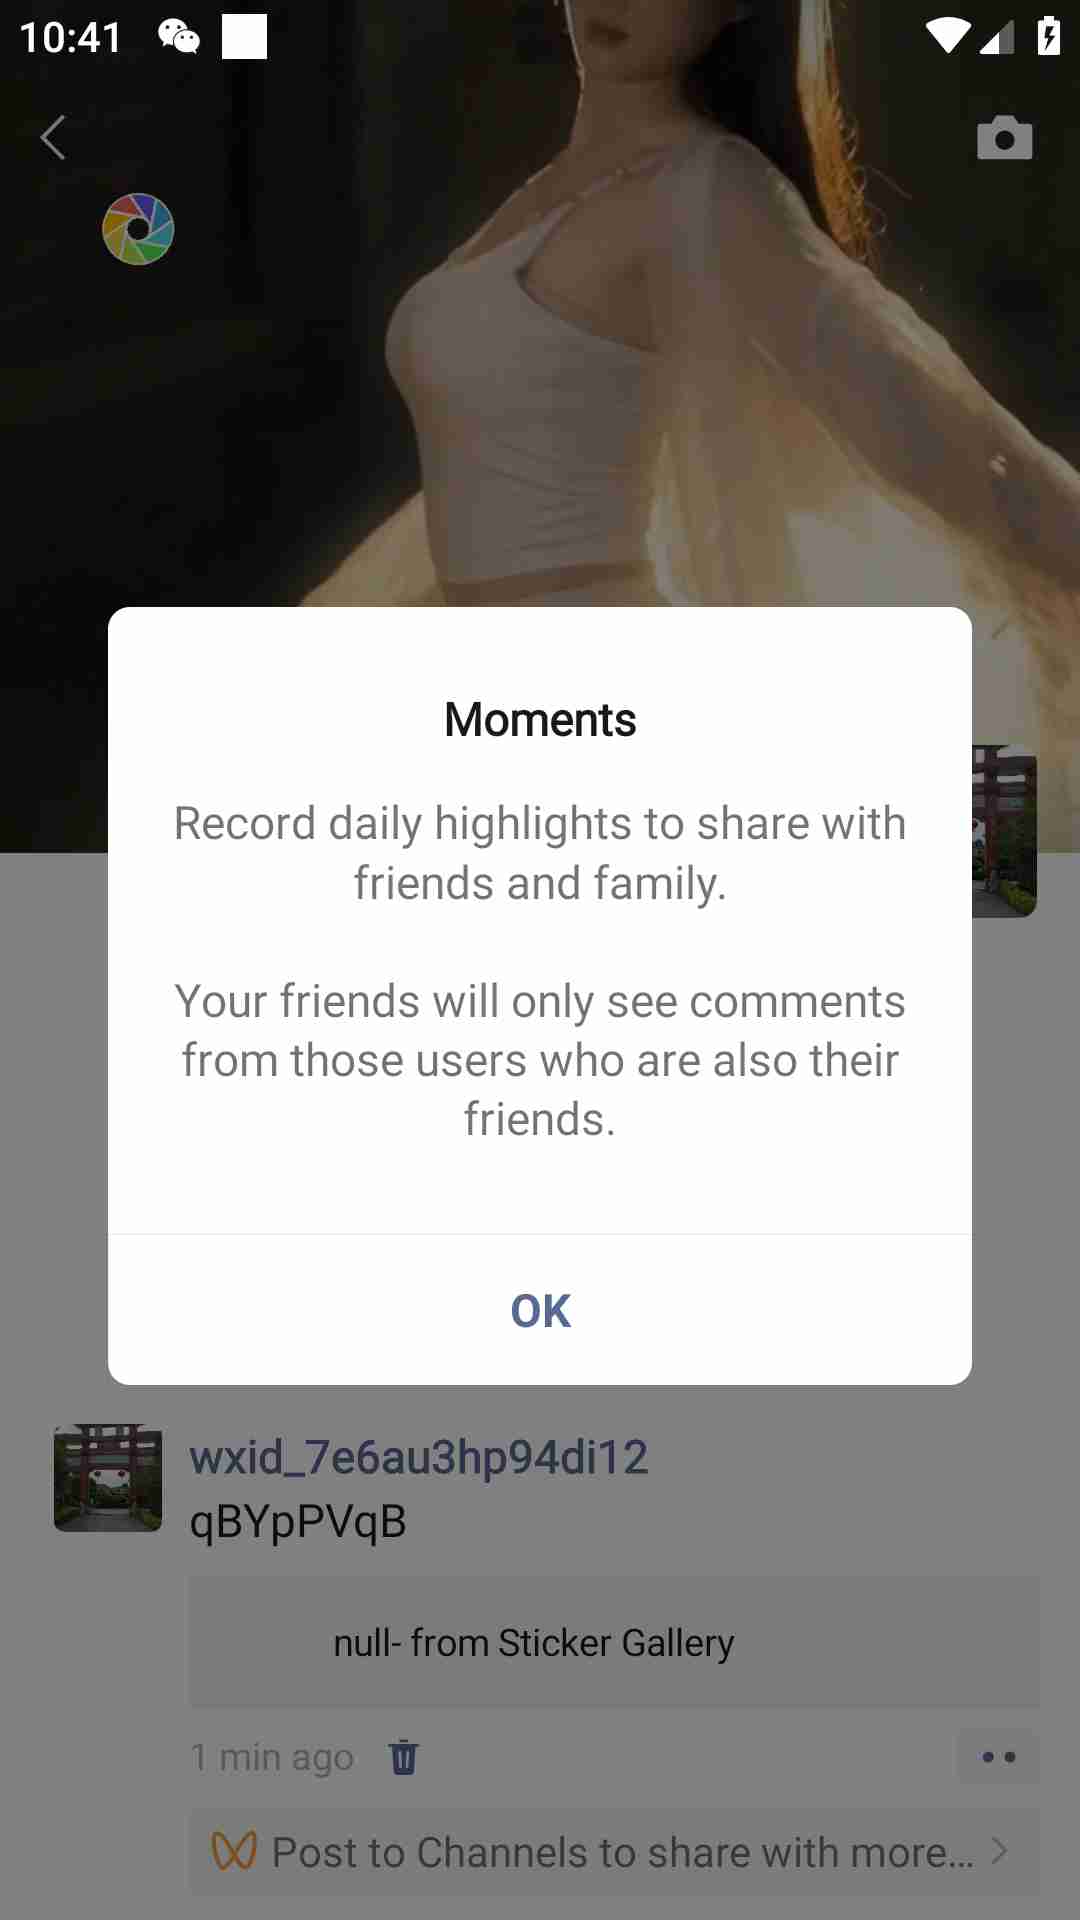 10:41
Moments
Record daily highlights to share with
friends and family.
Your friends will only see comments
from those users who are also their
friends.
OK
wxid_7e6au3hp94di12
qBYpPVqB
null- from Sticker Gallery
1 min ago
Post to Channels to share with more...